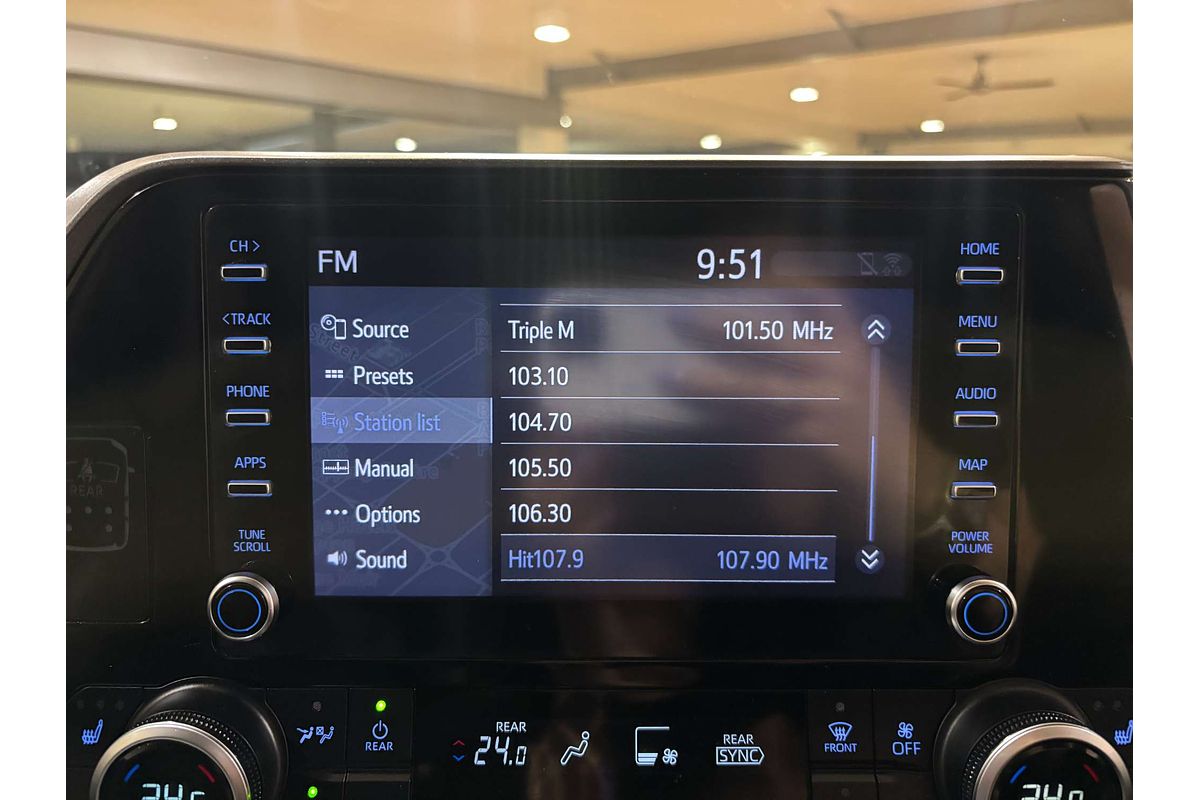 CH >
FM
9:51
HOME
<TRACK
MENU
PHONE
AUDIO
APPS
MAP
TUNE
SCROLL
POWER
VOLUME
Source
Presets
Station list
Manual
Options
Sound
Triple M 101.50 MHz
103.10
104.70
105.50
106.30
Hit107.9 107.90 MHz
REAR
REAR
REAR
24.0
REAR
SYNC
FRONT
OFF